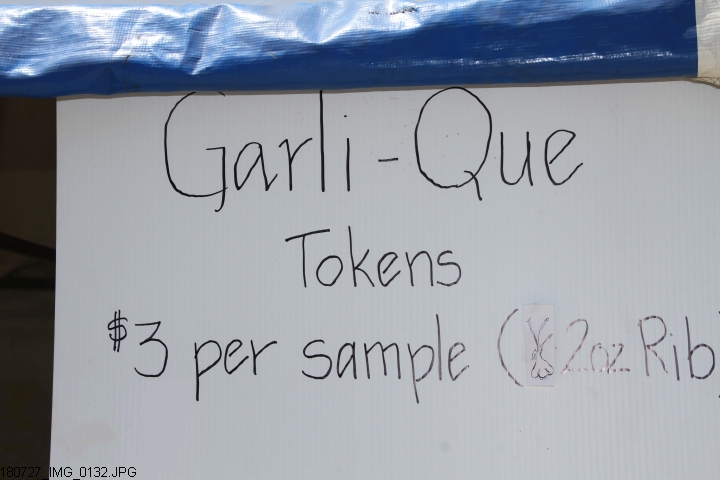 Garli-Que
Tokens
$3 per sample ( 2oz Rib)
180727_IMG_0132.JPG